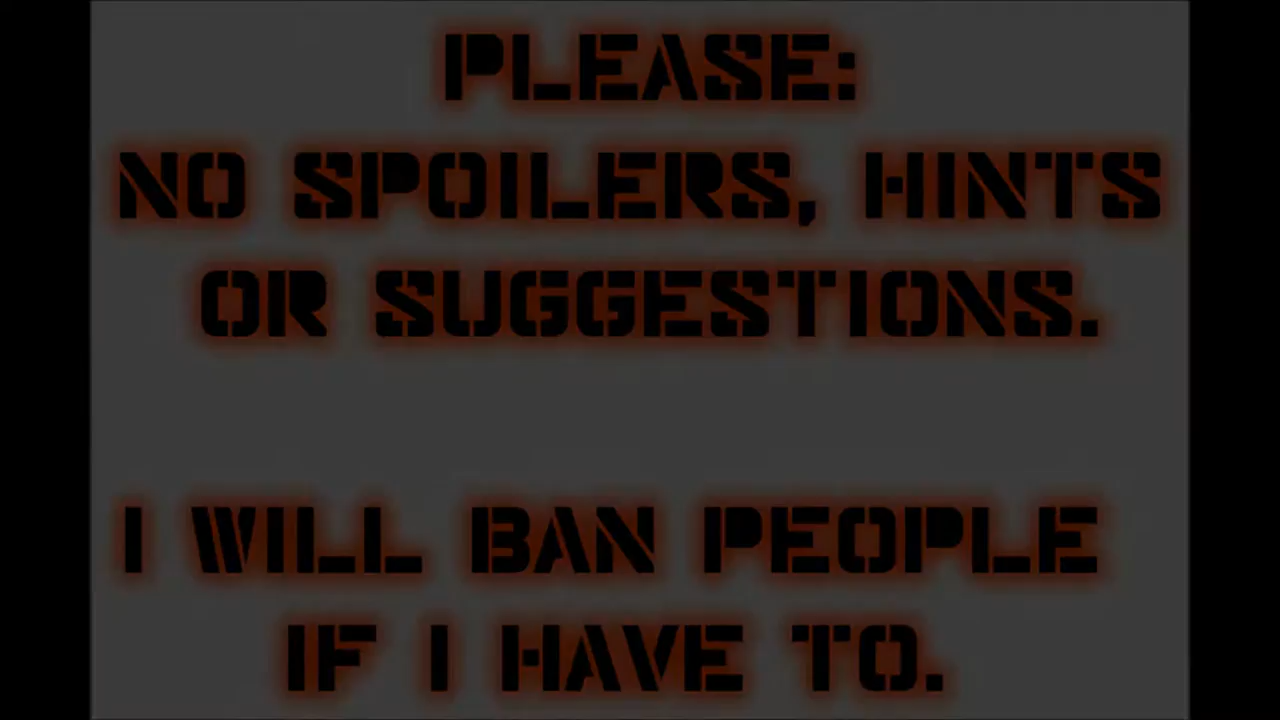 PLEASE:
NO SPOILERS, HINTS
OR SUGGESTIONS.
I WILL BAN PEOPLE
IF I HAVE TO.